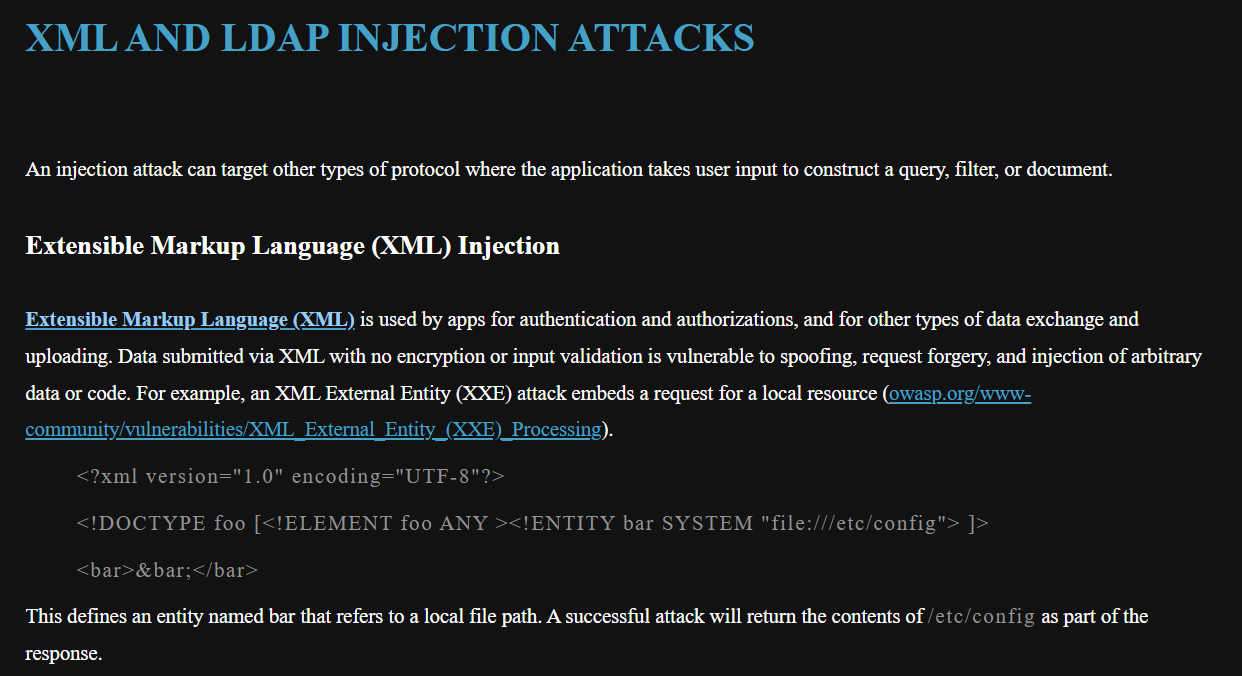 XML AND LDAP INJECTION ATTACKS
An injection attack can target other types of protocol where the application takes user input to construct a query, filter, or document.
Extensible Markup Language (XML) Injection
Extensible Markup Language (XML) is used by apps for authentication and authorizations, and for other types of data exchange and
uploading. Data submitted via XML with no encryption or input validation is vulnerable to spoofing, request forgery, and injection of arbitrary
data or code. For example, an XML External Entity (XXE) attack embeds a request for a local resource (owasp.org/www-
community/vulnerabilities/XML_External_Entity_(XXE)_Processing).
<?xml version="1.0" encoding="UTF-8"?>
<!DOCTYPE foo [<!ELEMENT foo ANY ><!ENTITY bar SYSTEM "file:///etc/config"> ]>
<bar>&bar;</bar>
This defines an entity named bar that refers to a local file path. A successful attack will return the contents of /etc/config as part of the
response.